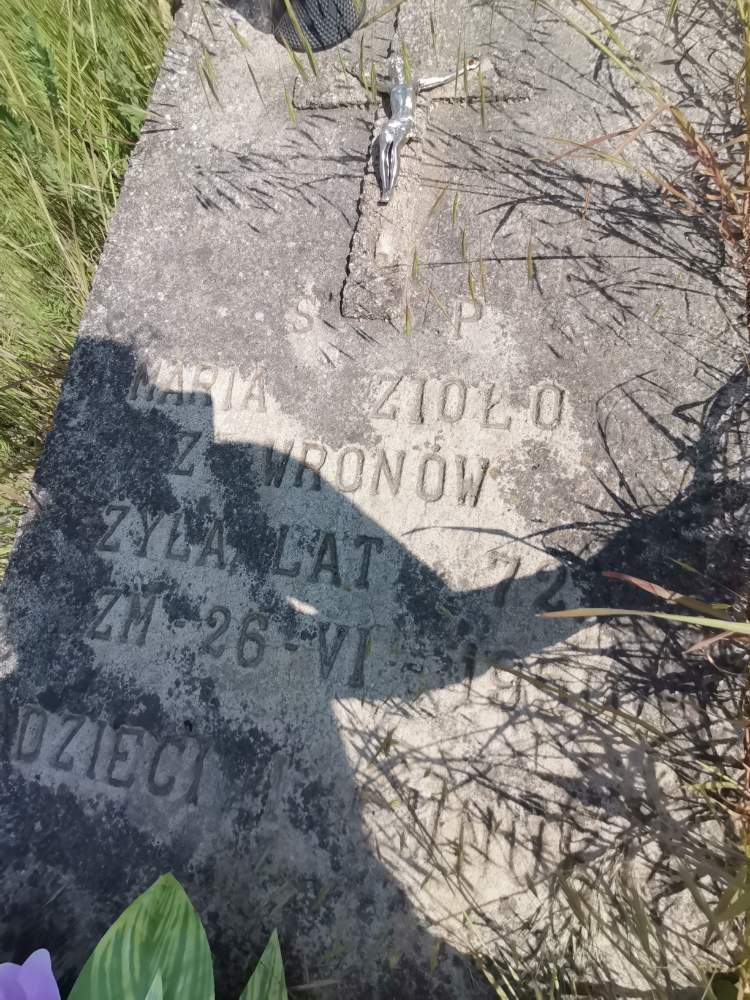 S P
MARIA ZIOŁO
Z WRONÓW
ŻYŁA LAT 72
ZM - 26 - VI -
DZIECI I